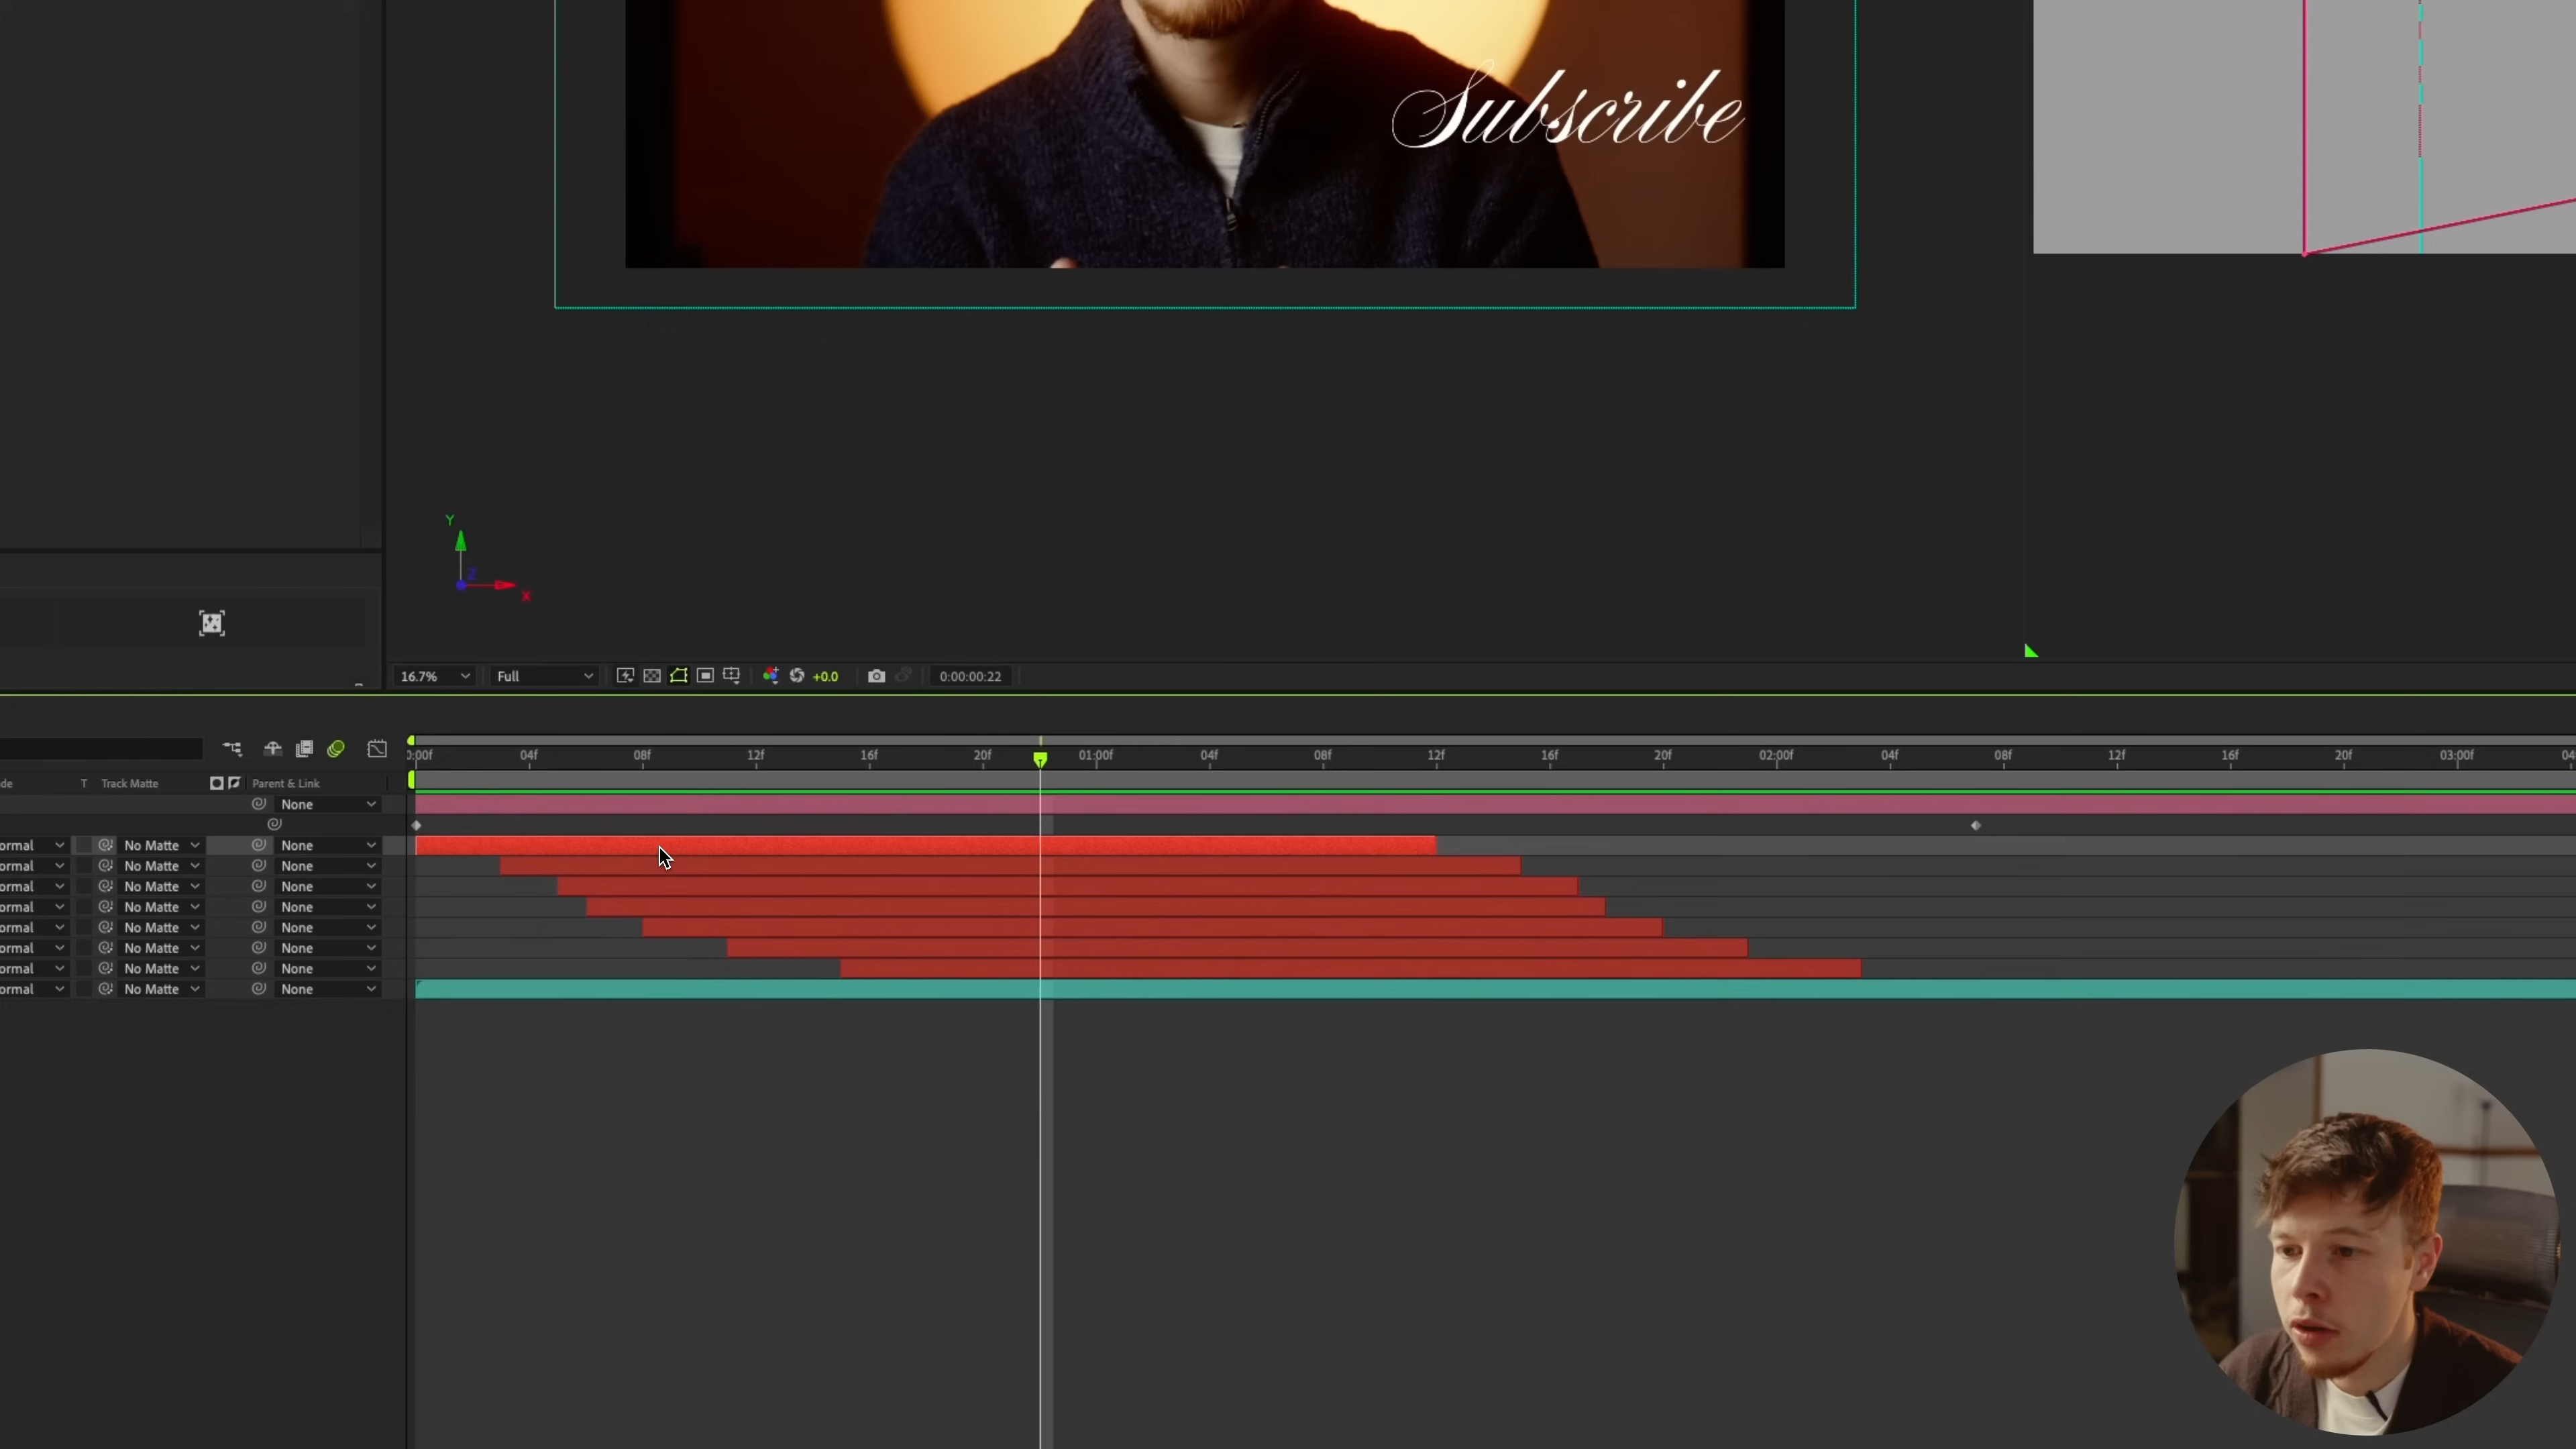 Subscribe
Y
Z
X
16.7% Full +0.0 0:00:00:22
0:00f 04f 08f 12f 16f 20f 01:00f 04f 08f 12f 16f 20f 02:00f 04f 08f 12f 16f 20f 03:00f 04
de T Track Matte Parent & Link
None
ormal No Matte None
ormal No Matte None
ormal No Matte None
ormal No Matte None
ormal No Matte None
ormal No Matte None
ormal No Matte None
ormal No Matte None